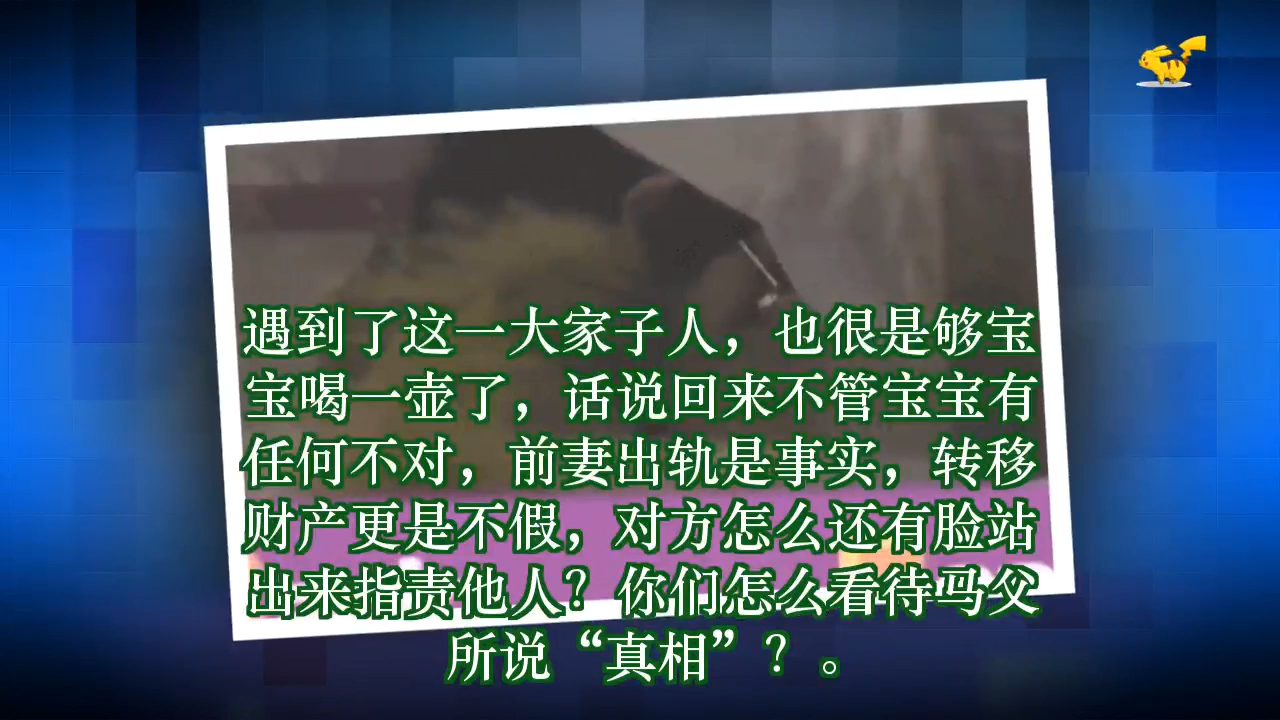 遇到了这一大家子人，也很是够宝
宝喝一壶了，话说回来不管宝宝有
任何不对，前妻出轨是事实，转移
财产更是不假，对方怎么还有脸站
出来指责他人？你们怎么看待马父
所说“真相”？。